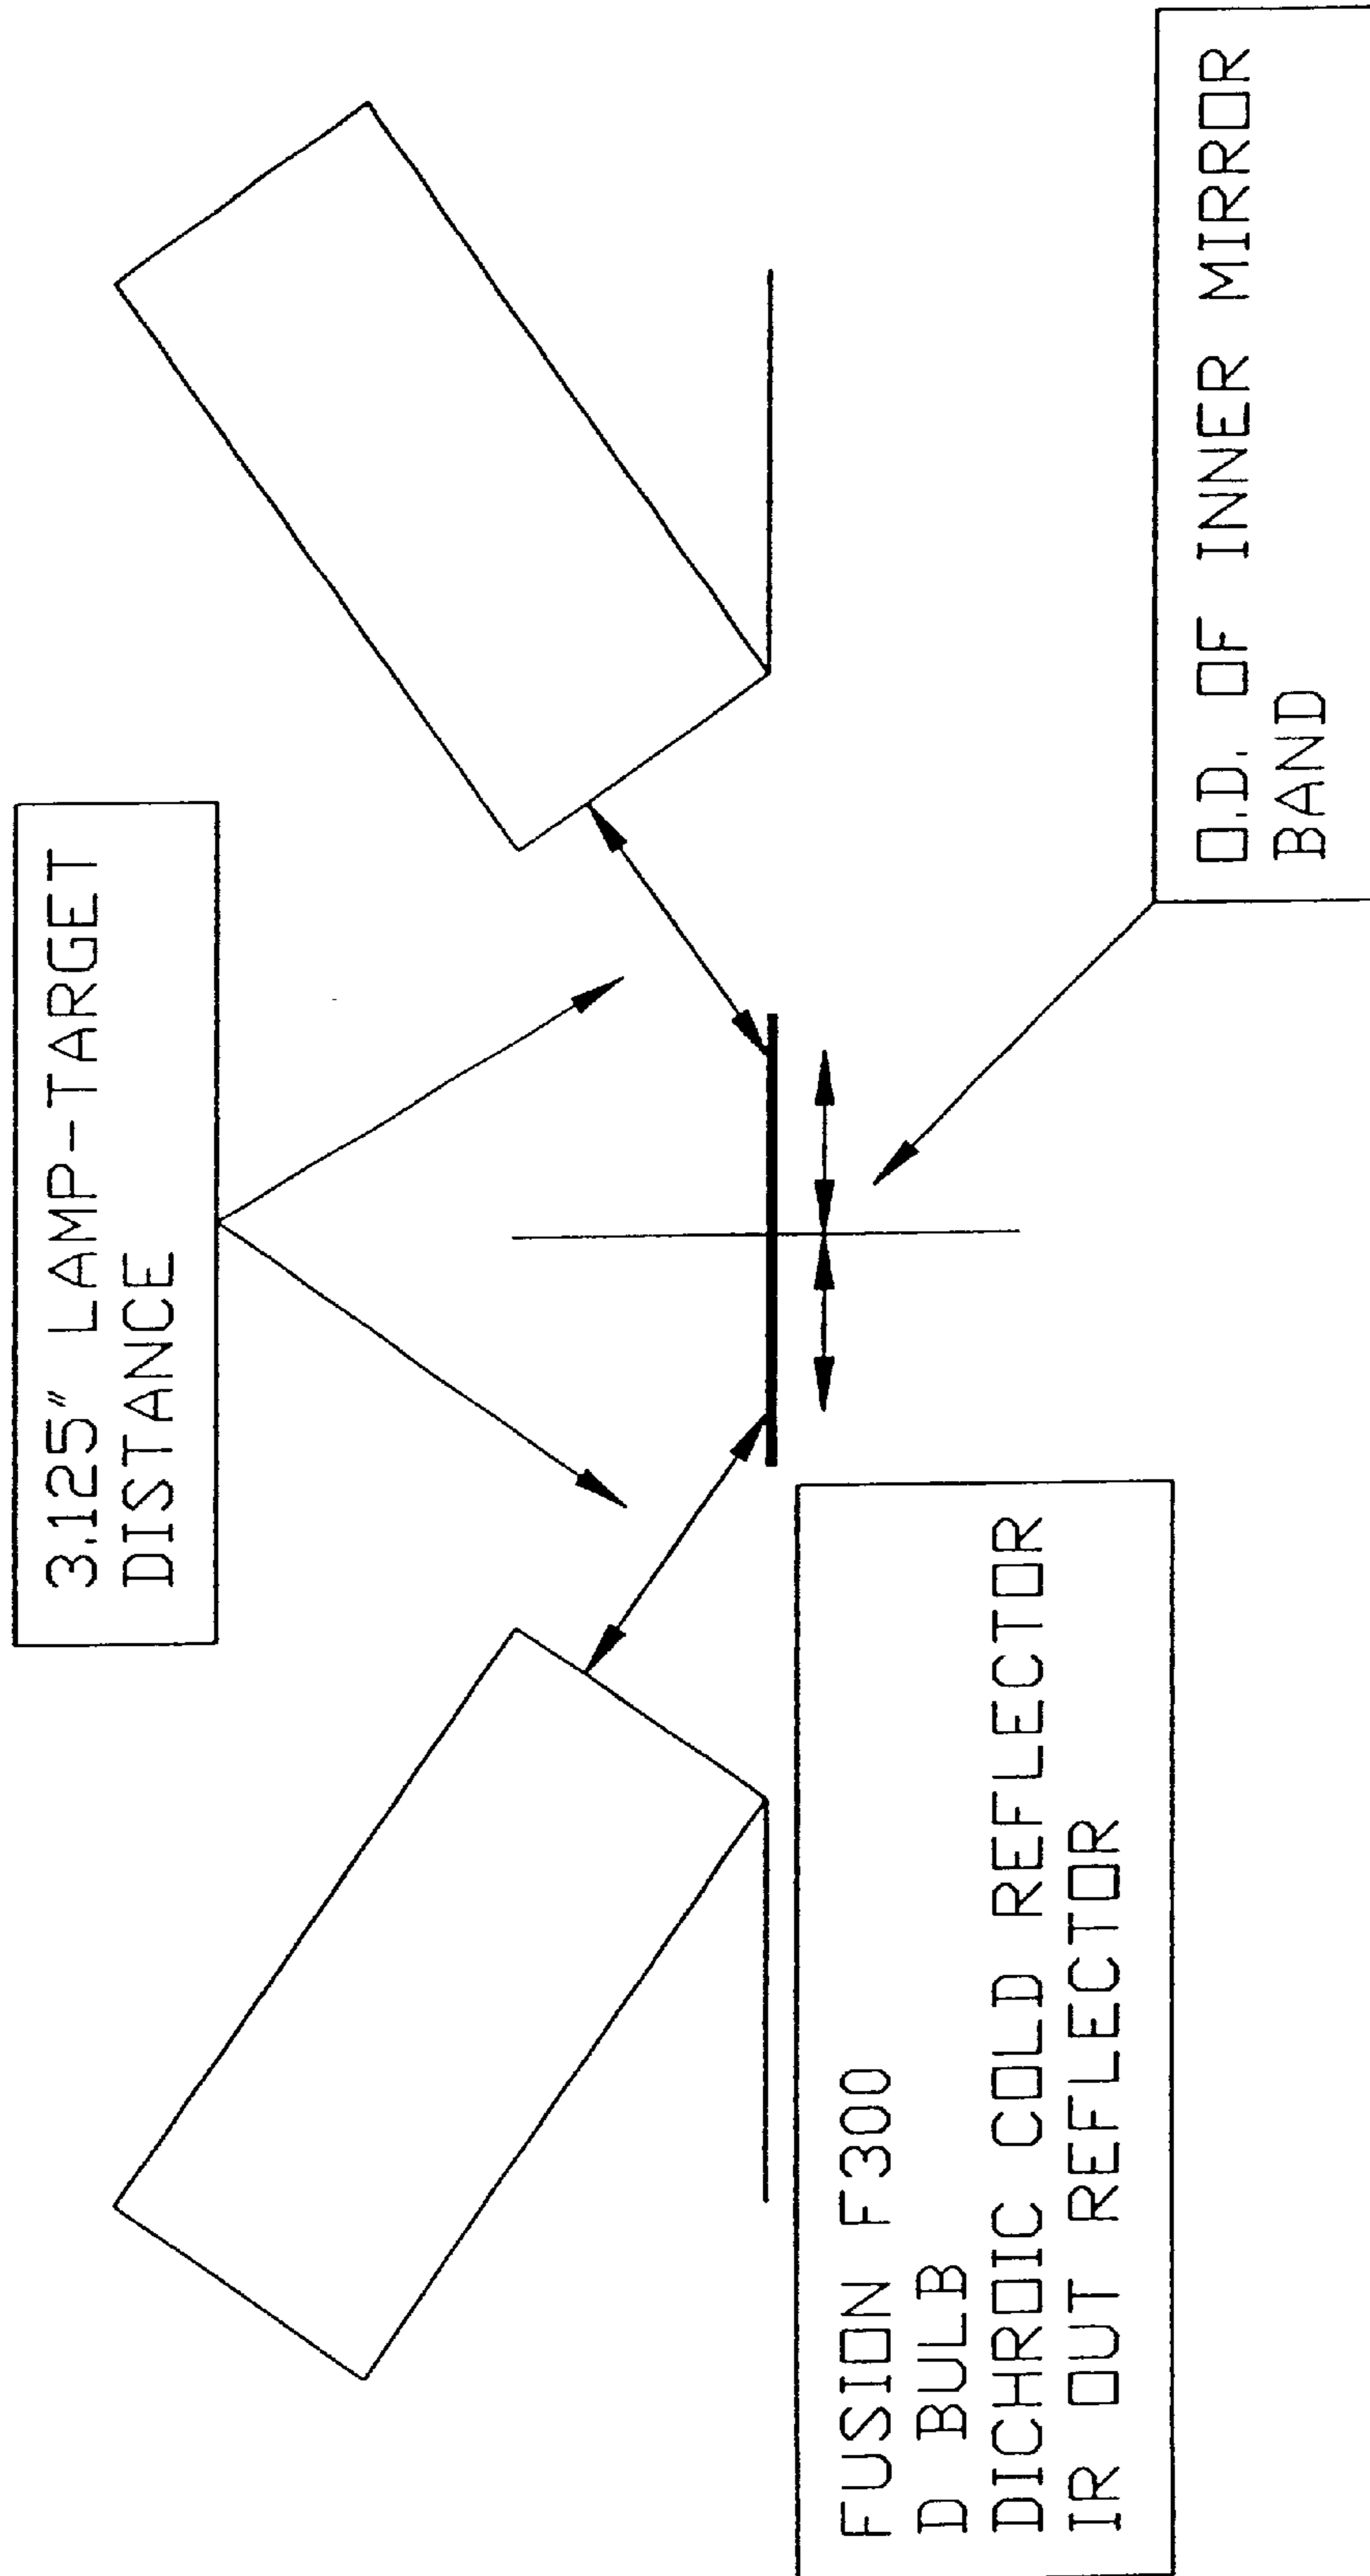 3.125″ LAMP-TARGET
DISTANCE
FUSION F300
D BULB
DICHROIC COLD REFLECTOR
IR OUT REFLECTOR
O.D. OF INNER MIRROR
BAND